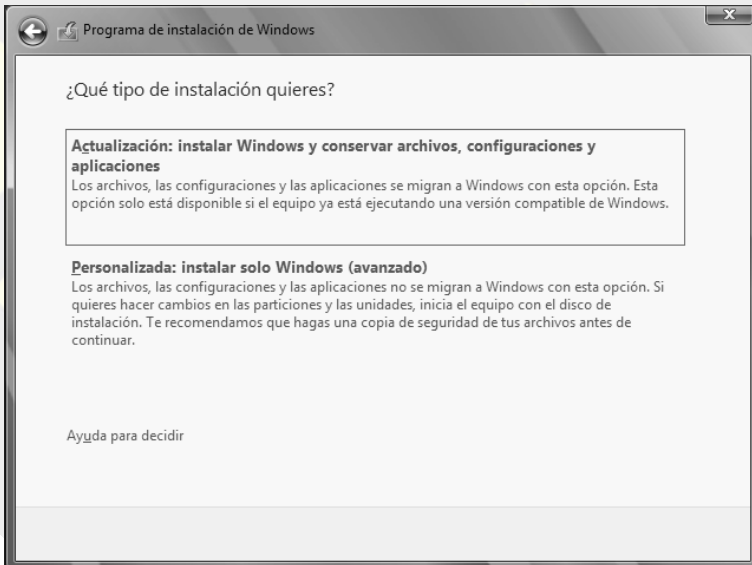 Programa de instalación de Windows
¿Qué tipo de instalación quieres?
Actualización: instalar Windows y conservar archivos, configuraciones y
aplicaciones
Los archivos, las configuraciones y las aplicaciones se migran a Windows con esta opción. Esta
opción solo está disponible si el equipo ya está ejecutando una versión compatible de Windows.
Personalizada: instalar solo Windows (avanzado)
Los archivos, las configuraciones y las aplicaciones no se migran a Windows con esta opción. Si
quieres hacer cambios en las particiones y las unidades, inicia el equipo con el disco de
instalación. Te recomendamos que hagas una copia de seguridad de tus archivos antes de
continuar.
Ayuda para decidir